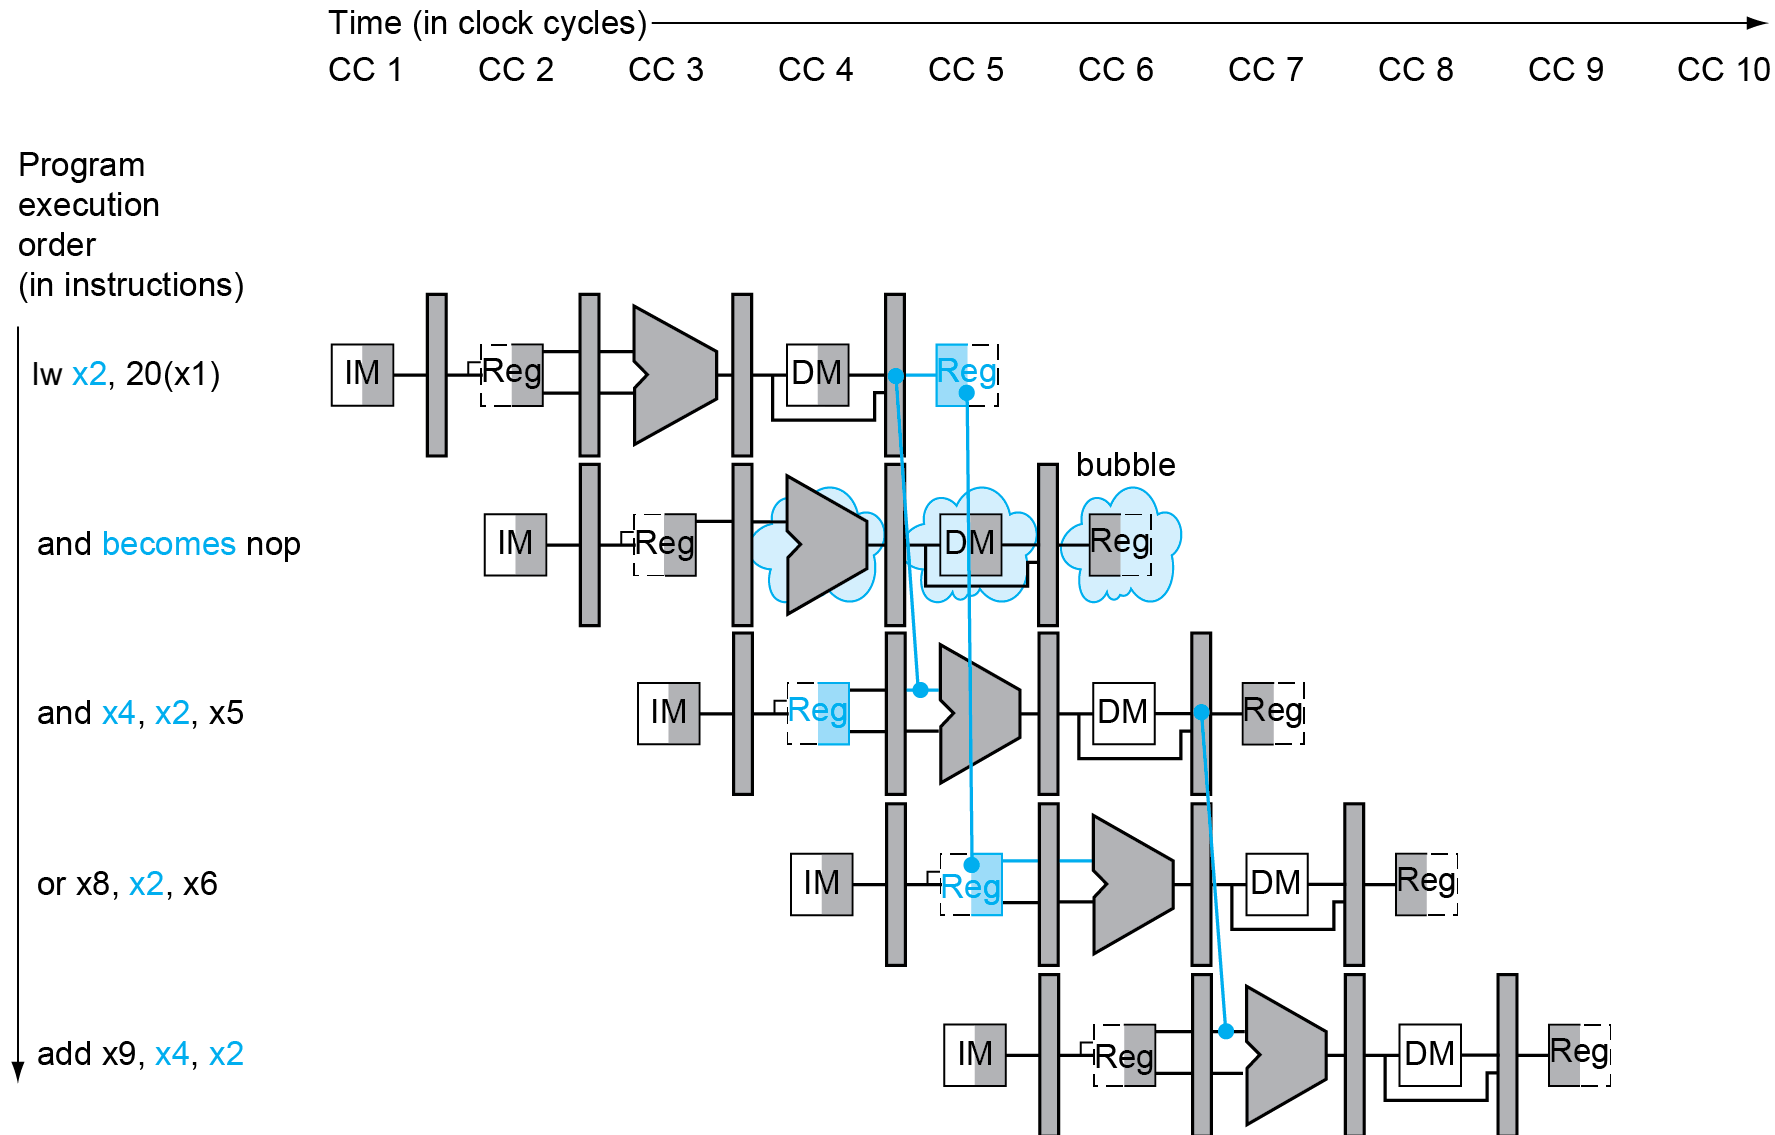 Time (in clock cycles)
CC 1 CC 2 CC 3 CC 4 CC 5 CC 6 CC 7 CC 8 CC 9 CC 10
Program
execution
order
(in instructions)
lw x2, 20(x1)
IM Reg DM Reg
bubble
and becomes nop
IM Reg DM Reg
and x4, x2, x5
IM Reg DM Reg
or x8, x2, x6
IM Reg DM Reg
add x9, x4, x2
IM Reg DM Reg